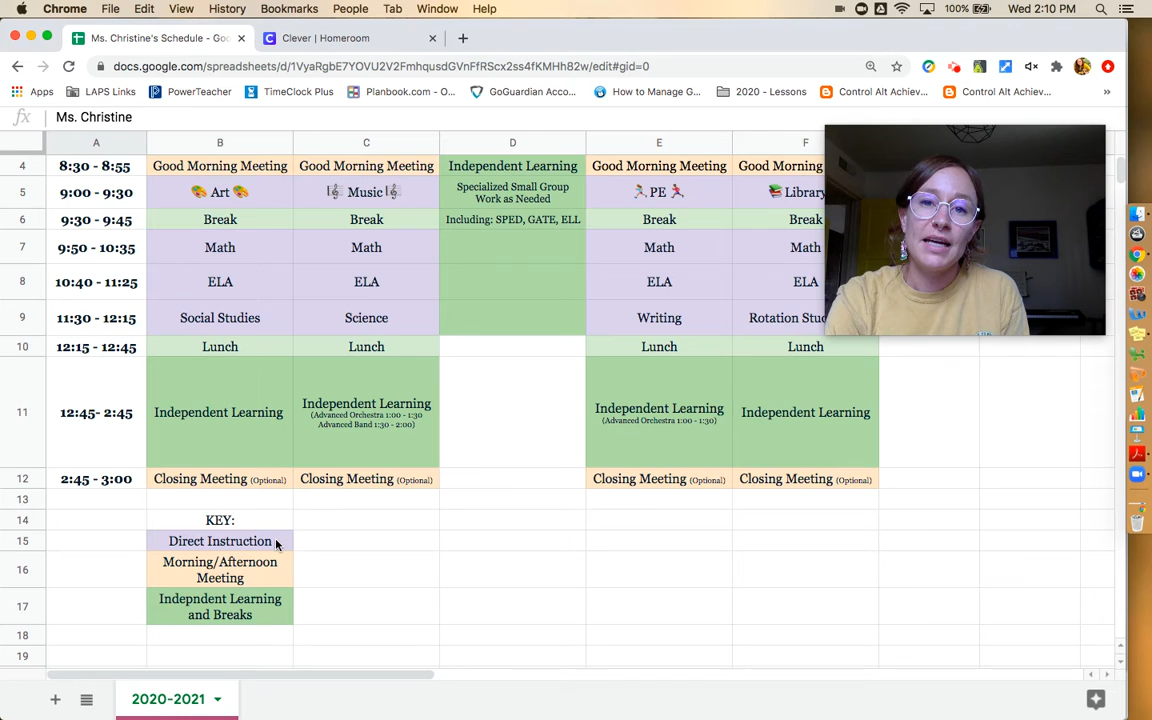 Chrome File Edit View History Bookmarks People Tab Window Help 100% Wed 2:10 PM
Ms. Christine's Schedule - Goo Clever | Homeroom
docs.google.com/spreadsheets/d/1VyaRgbE7YOVU2V2FmhqusdGVnFfRScx2ss4fKMHh82w/edit#gid=0
Apps LAPS Links PowerTeacher TimeClock Plus Planbook.com - O... GoGuardian Acco... How to Manage G... 2020 - Lessons Control Alt Achiev... Control Alt Achiev... »
fx Ms. Christine
A B C D E F
4 8:30 - 8:55 Good Morning Meeting Good Morning Meeting Independent Learning Good Morning Meeting Good Morning
5 9:00 - 9:30 Art Music Specialized Small Group Work as Needed PE Library
6 9:30 - 9:45 Break Break Including: SPED, GATE, ELL Break Break
7 9:50 - 10:35 Math Math Math Math
8 10:40 - 11:25 ELA ELA ELA ELA
9 11:30 - 12:15 Social Studies Science Writing Rotation Stud
10 12:15 - 12:45 Lunch Lunch Lunch Lunch
11 12:45- 2:45 Independent Learning Independent Learning Independent Learning Independent Learning
(Advanced Orchestra 1:00 - 1:30 (Advanced Orchestra 1:00 - 1:30)
Advanced Band 1:30 - 2:00)
12 2:45 - 3:00 Closing Meeting (Optional) Closing Meeting (Optional) Closing Meeting (Optional) Closing Meeting (Optional)
13
14 KEY:
15 Direct Instruction
16 Morning/Afternoon
Meeting
17 Indepndent Learning
and Breaks
18
19
+ 2020-2021